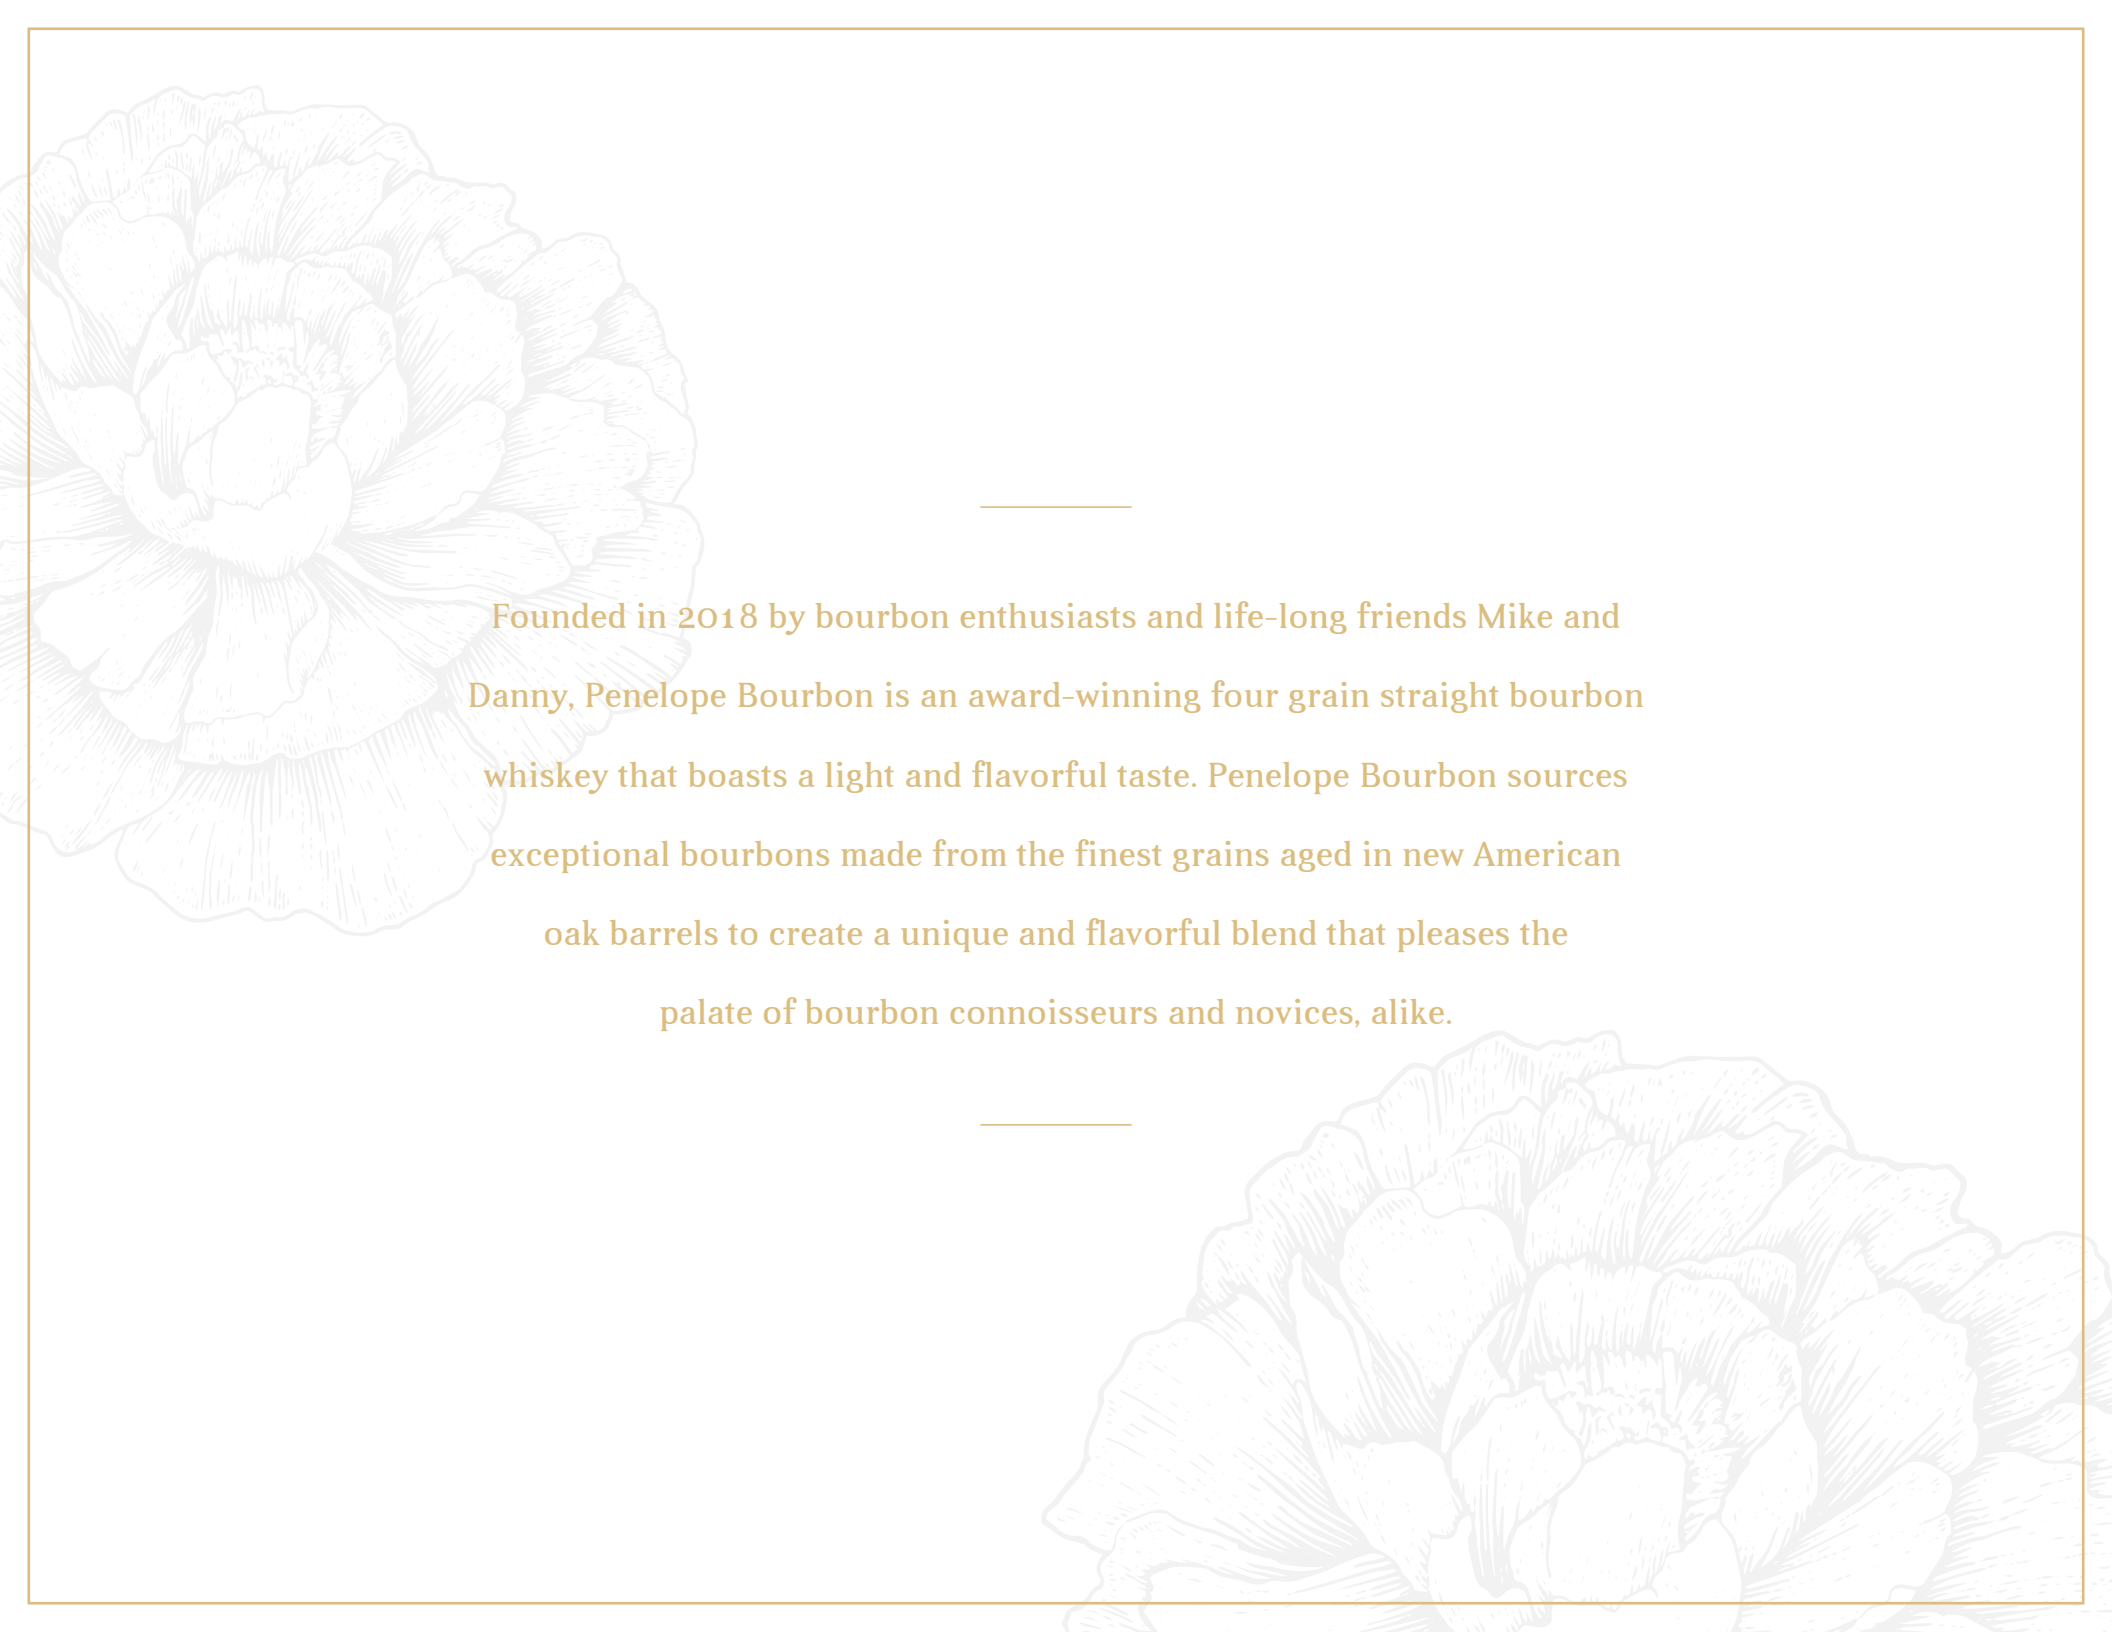 Founded in 2018 by bourbon enthusiasts and life-long friends Mike and
Danny, Penelope Bourbon is an award-winning four grain straight bourbon
whiskey that boasts a light and flavorful taste. Penelope Bourbon sources
exceptional bourbons made from the finest grains aged in new American
oak barrels to create a unique and flavorful blend that pleases the
palate of bourbon connoisseurs and novices, alike.